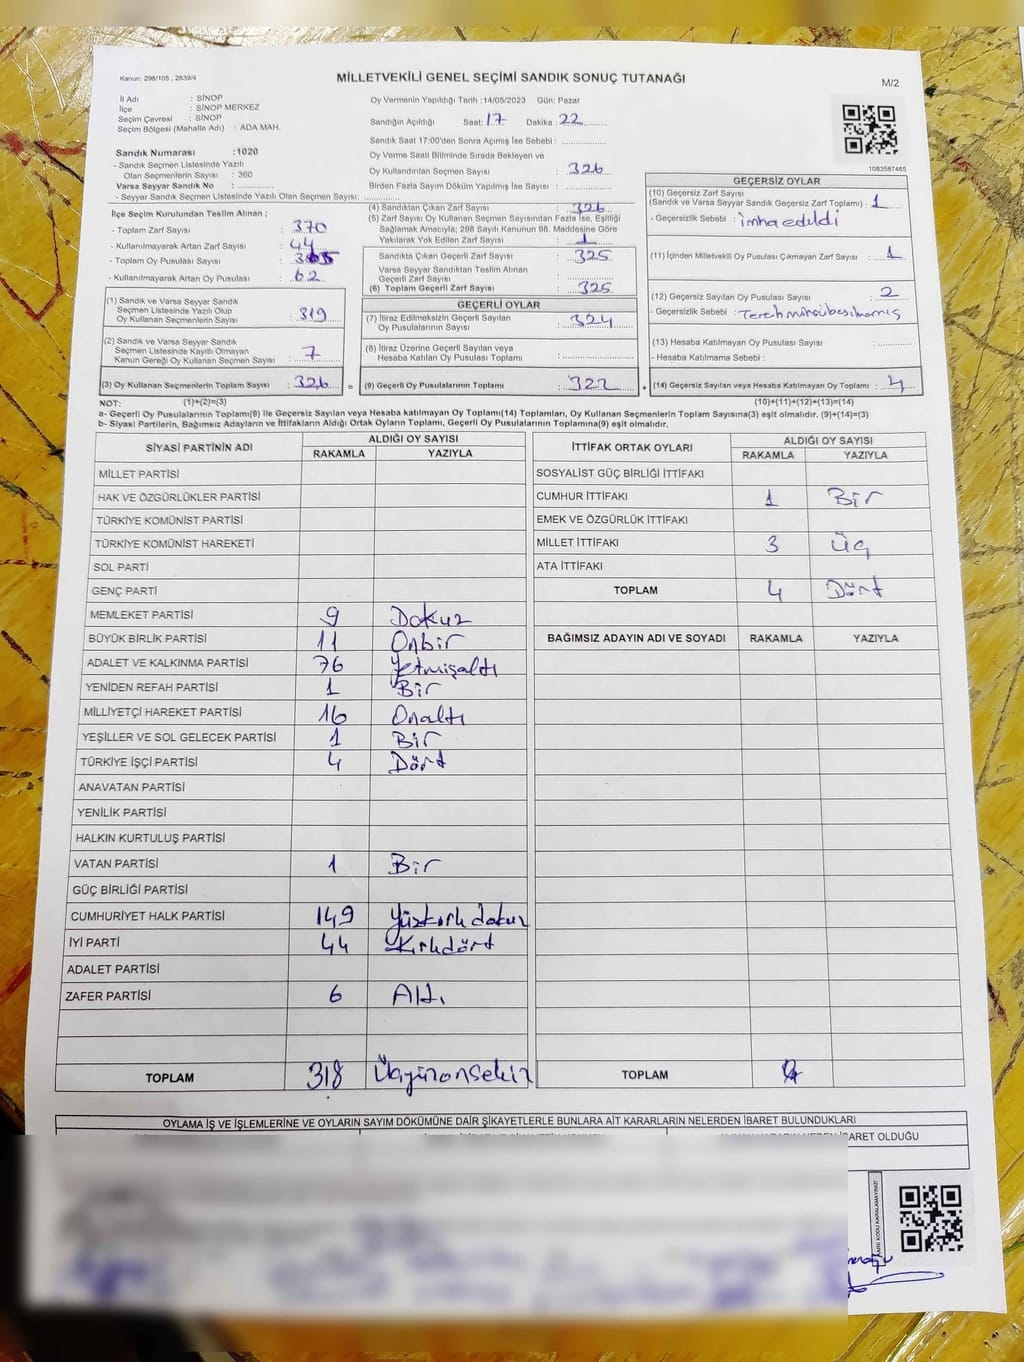 Kanun: 298/105, 2839/4
MİLLETVEKİLİ GENEL SEÇİMİ SANDIK SONUÇ TUTANAĞI
M/2
İl Adı : SİNOP
İlçe : SİNOP MERKEZ
Seçim Çevresi : SİNOP
Seçim Bölgesi (Mahalle Adı) : ADA MAH.
Oy Vermenin Yapıldığı Tarih : 14/05/2023 Gün: Pazar
Sandığın Açıldığı Saat: 17 Dakika : 22
Sandık Saat 17:00'den Sonra Açımış İse Sebebi :
Oy Verme Saati Bitiminde Sırada Bekleyen ve
Oy Kullandırılan Seçmen Sayısı : 326
Birden Fazla Sayım Döküm Yapılmış İse Sayısı :
1083587465
Sandık Numarası :1020
- Sandık Seçmen Listesinde Yazılı
Olan Seçmenlerin Sayısı : 360
Varsa Seyyar Sandık No :
- Seyyar Seçmen Listesinde Yazılı Olan Seçmen Sayısı:
İlçe Seçim Kurulundan Teslim Alınan ;
- Toplam Zarf Sayısı : 370
- Kullanılmayarak Artan Zarf Sayısı : 44
- Toplam Oy Pusulası Sayısı :
- Kullanılmayarak Artan Oy Pusulası : 62
(1) Sandık ve Varsa Seyyar Sandık
Seçmen Listesinde Yazılı Olup
Oy Kullanan Seçmenlerin Sayısı : 319
(2) Sandık ve Varsa Seyyar Sandık
Seçmen Listesinde Kayıtlı Olmayan
Kanun Gereği Oy Kullanan Seçmen Sayısı : 7
(3) Oy Kullanan Seçmenlerin Toplam Sayısı : 326 =
(4) Sandıktan Çıkan Zarf Sayısı : 326
(5) Zarf Sayısı Oy Kullanan Seçmen Sayısından Fazla İse, Eşitliği
Sağlamak Amacıyla; 298 Sayılı Kanunun 98. Maddesine Göre
Yakılarak Yok Edilen Zarf Sayısı : 1
Sandıkta Çıkan Geçerli Zarf Sayısı : 325
Varsa Seyyar Sandıktan Teslim Alınan
Geçerli Zarf Sayısı :
(6) Toplam Geçerli Zarf Sayısı : 325
GEÇERLİ OYLAR
(7) İtiraz Edilmeksizin Geçerli Sayılan
Oy Pusulalarının Sayısı : 324
(8) İtiraz Üzerine Geçerli Sayılan veya
Hesaba Katılan Oy Pusulası Toplamı :
(9) Geçerli Oy Pusulalarının Toplamı : 322 +
GEÇERSİZ OYLAR
(10) Geçersiz Zarf Sayısı
(Sandık ve Varsa Seyyar Sandık Geçersiz Zarf Toplamı) : 1
- Geçersizlik Sebebi : imha edildi
(11) İçinden Milletvekili Oy Pusulası Çıkmayan Zarf Sayısı : 1
(12) Geçersiz Sayılan Oy Pusulası Sayısı : 2
- Geçersizlik Sebebi :
(13) Hesaba Katılmayan Oy Pusulası Sayısı :
- Hesaba Katılmama Sebebi :
(14) Geçersiz Sayılan veya Hesaba Katılmayan Oy Toplamı : 4
NOT: (1)+(2)=(3) (10)+(11)+(12)+(13)=(14)
a- Geçerli Oy Pusulalarının Toplamı(9) ile Geçersiz Sayılan veya Hesaba katılmayan Oy Toplamı(14) Toplamları, Oy Kullanan Seçmenlerin Toplam Sayısına(3) eşit olmalıdır. (9)+(14)=(3)
b- Siyasi Partilerin, Bağımsız Adayların ve İttifakların Aldığı Ortak Oyların Toplamı, Geçerli Oy Pusulalarının Toplamına(9) eşit olmalıdır.
SİYASİ PARTİNİN ADI ALDIĞI OY SAYISI
RAKAMLA YAZIYLA
MİLLET PARTİSİ
HAK VE ÖZGÜRLÜKLER PARTİSİ
TÜRKİYE KOMÜNİST PARTİSİ
TÜRKİYE KOMÜNİST HAREKETİ
SOL PARTİ
GENÇ PARTİ
MEMLEKET PARTİSİ 9 Dokuz
BÜYÜK BİRLİK PARTİSİ 11 Onbir
ADALET VE KALKINMA PARTİSİ 76 Yetmişaltı
YENİDEN REFAH PARTİSİ 1 Bir
MİLLİYETÇİ HAREKET PARTİSİ 16 Onaltı
YEŞİLLER VE SOL GELECEK PARTİSİ 1 Bir
TÜRKİYE İŞÇİ PARTİSİ 4 Dört
ANAVATAN PARTİSİ
YENİLİK PARTİSİ
HALKIN KURTULUŞ PARTİSİ
VATAN PARTİSİ 1 Bir
GÜÇ BİRLİĞİ PARTİSİ
CUMHURİYET HALK PARTİSİ 149 Yüzkırkdokuz
İYİ PARTİ 44 Kırkdört
ADALET PARTİSİ
ZAFER PARTİSİ 6 Altı
TOPLAM 318 Üçyüzonsekiz
İTTİFAK ORTAK OYLARI ALDIĞI OY SAYISI
RAKAMLA YAZIYLA
SOSYALİST GÜÇ BİRLİĞİ İTTİFAKI
CUMHUR İTTİFAKI 1 Bir
EMEK VE ÖZGÜRLÜK İTTİFAKI
MİLLET İTTİFAKI 3 Üç
ATA İTTİFAKI
TOPLAM 4 Dört
BAĞIMSIZ ADAYIN ADI VE SOYADI RAKAMLA YAZIYLA
TOPLAM
OYLAMA İŞ VE İŞLEMLERİNE VE OYLARIN SAYIM DÖKÜMÜNE DAİR ŞİKAYETLERLE BUNLARA AİT KARARLARIN NELERDEN İBARET BULUNDUKLARI
İBARET OLDUĞU
KARE KODU KARALAMAYINIZ!